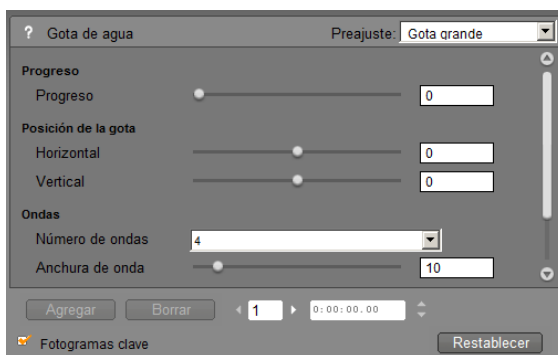 ? Gota de agua Preajuste: Gota grande
Progreso
Progreso 0
Posición de la gota
Horizontal 0
Vertical 0
Ondas
Número de ondas 4
Anchura de onda 10
Agregar Borrar 1 0:00:00.00
Fotogramas clave Restablecer